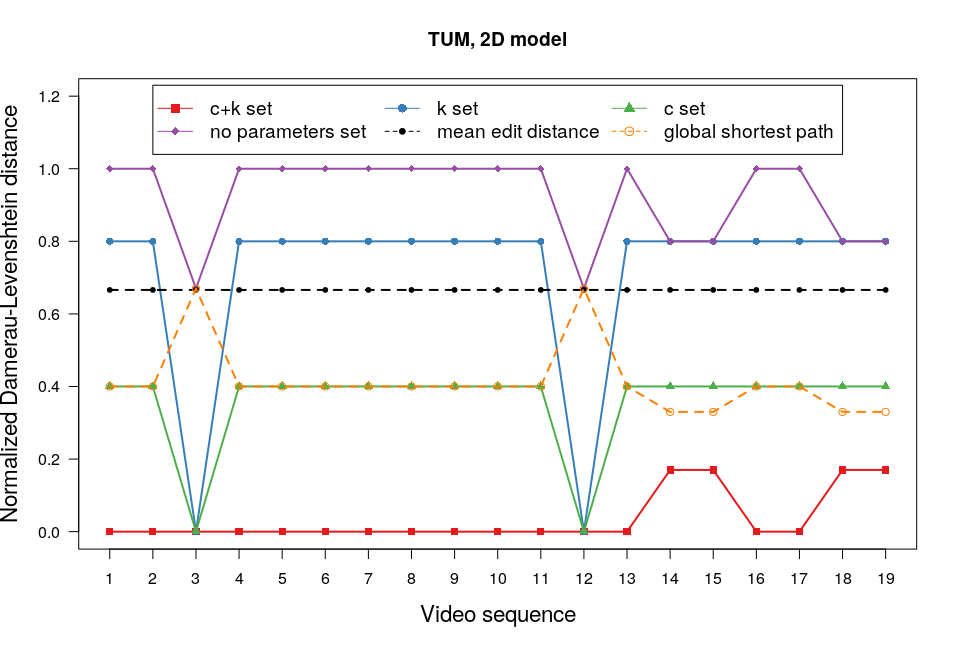 TUM, 2D model
c+k set k set c set
no parameters set mean edit distance global shortest path
Normalized Damerau-Levenshtein distance
1.2
1.0
0.8
0.6
0.4
0.2
0.0
1 2 3 4 5 6 7 8 9 10 11 12 13 14 15 16 17 18 19
Video sequence